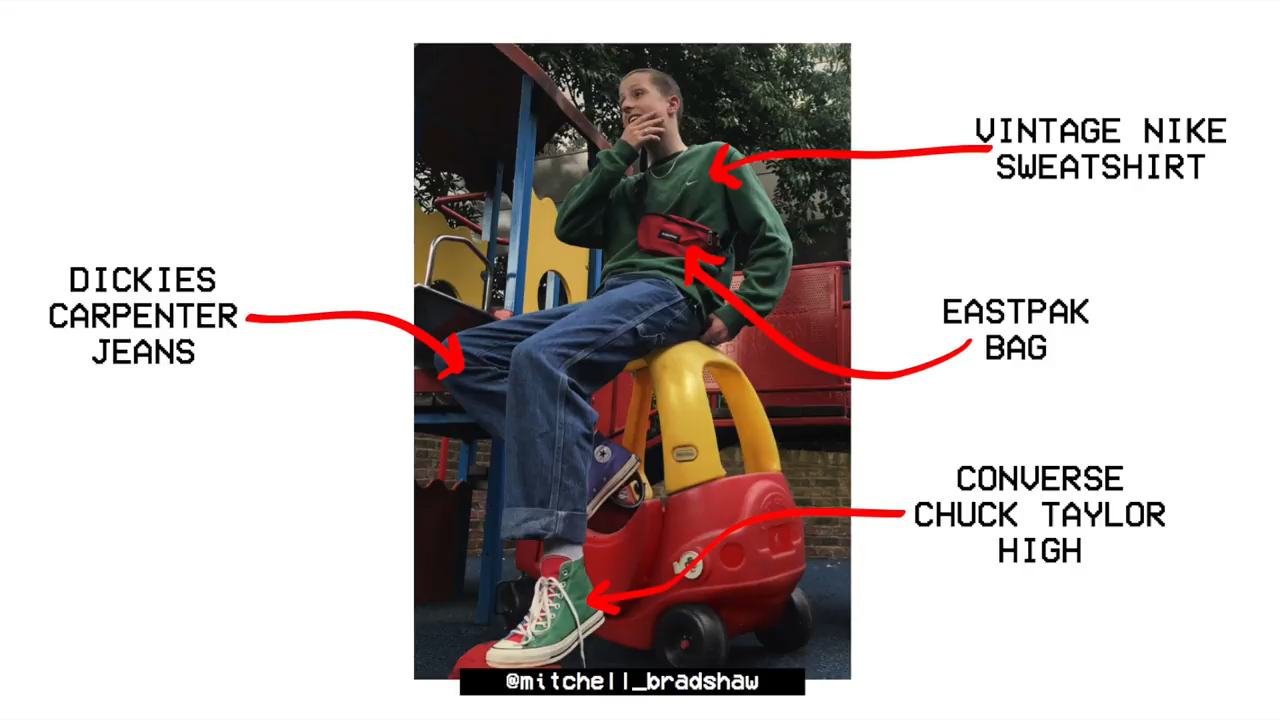 VINTAGE NIKE
SWEATSHIRT
DICKIES
CARPENTER
JEANS
EASTPAK
BAG
CONVERSE
CHUCK TAYLOR
HIGH
@mitchell_bradshaw